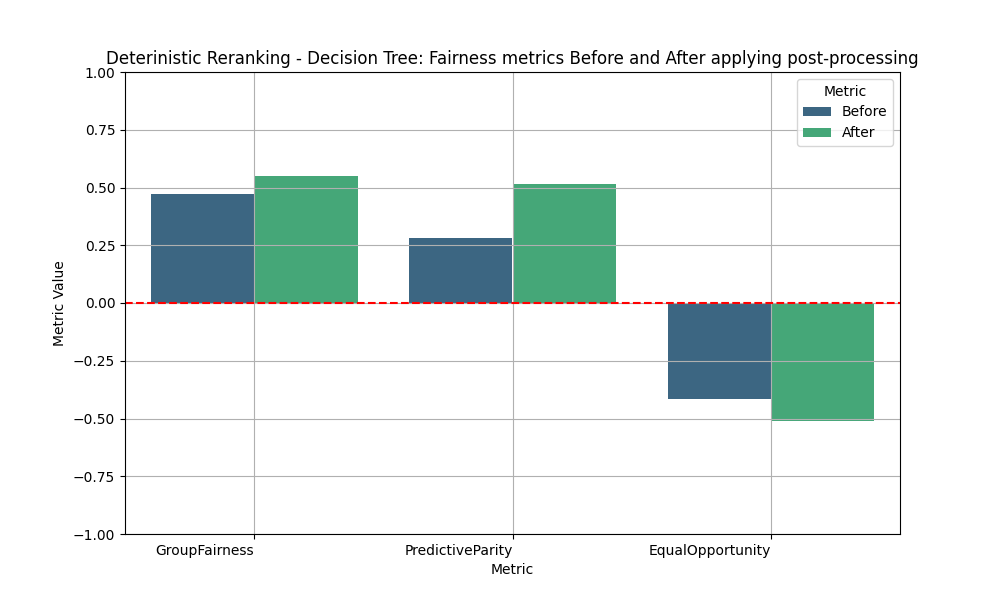 Deterinistic Reranking - Decision Tree: Fairness metrics Before and After applying post-processing
Metric
Before
After
1.00
0.75
0.50
0.25
0.00
−0.25
−0.50
−0.75
−1.00
Metric Value
GroupFairness
PredictiveParity
EqualOpportunity
Metric